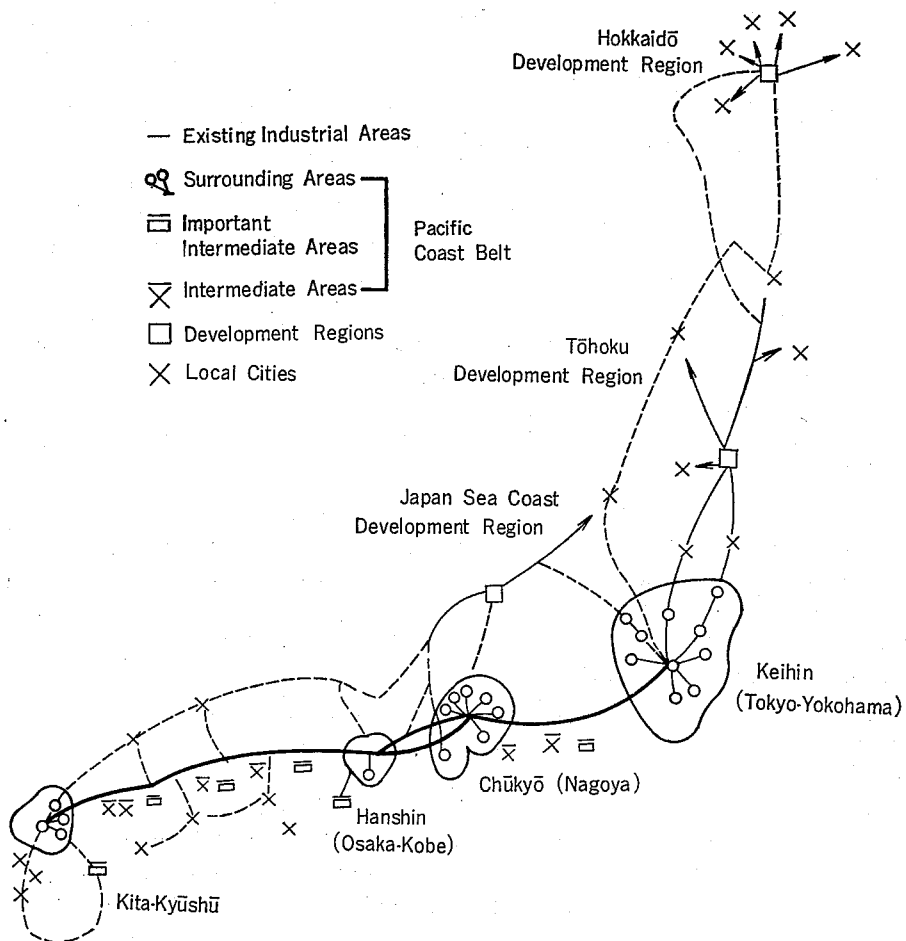 Hokkaidō
Development Region
Existing Industrial Areas
Surrounding Areas
Important
Intermediate Areas
Pacific
Coast Belt
Intermediate Areas
Development Regions
Local Cities
Tōhoku
Development Region
Japan Sea Coast
Development Region
Keihin
(Tokyo-Yokohama)
Chūkyō (Nagoya)
Hanshin
(Osaka-Kobe)
Kita-Kyūshū